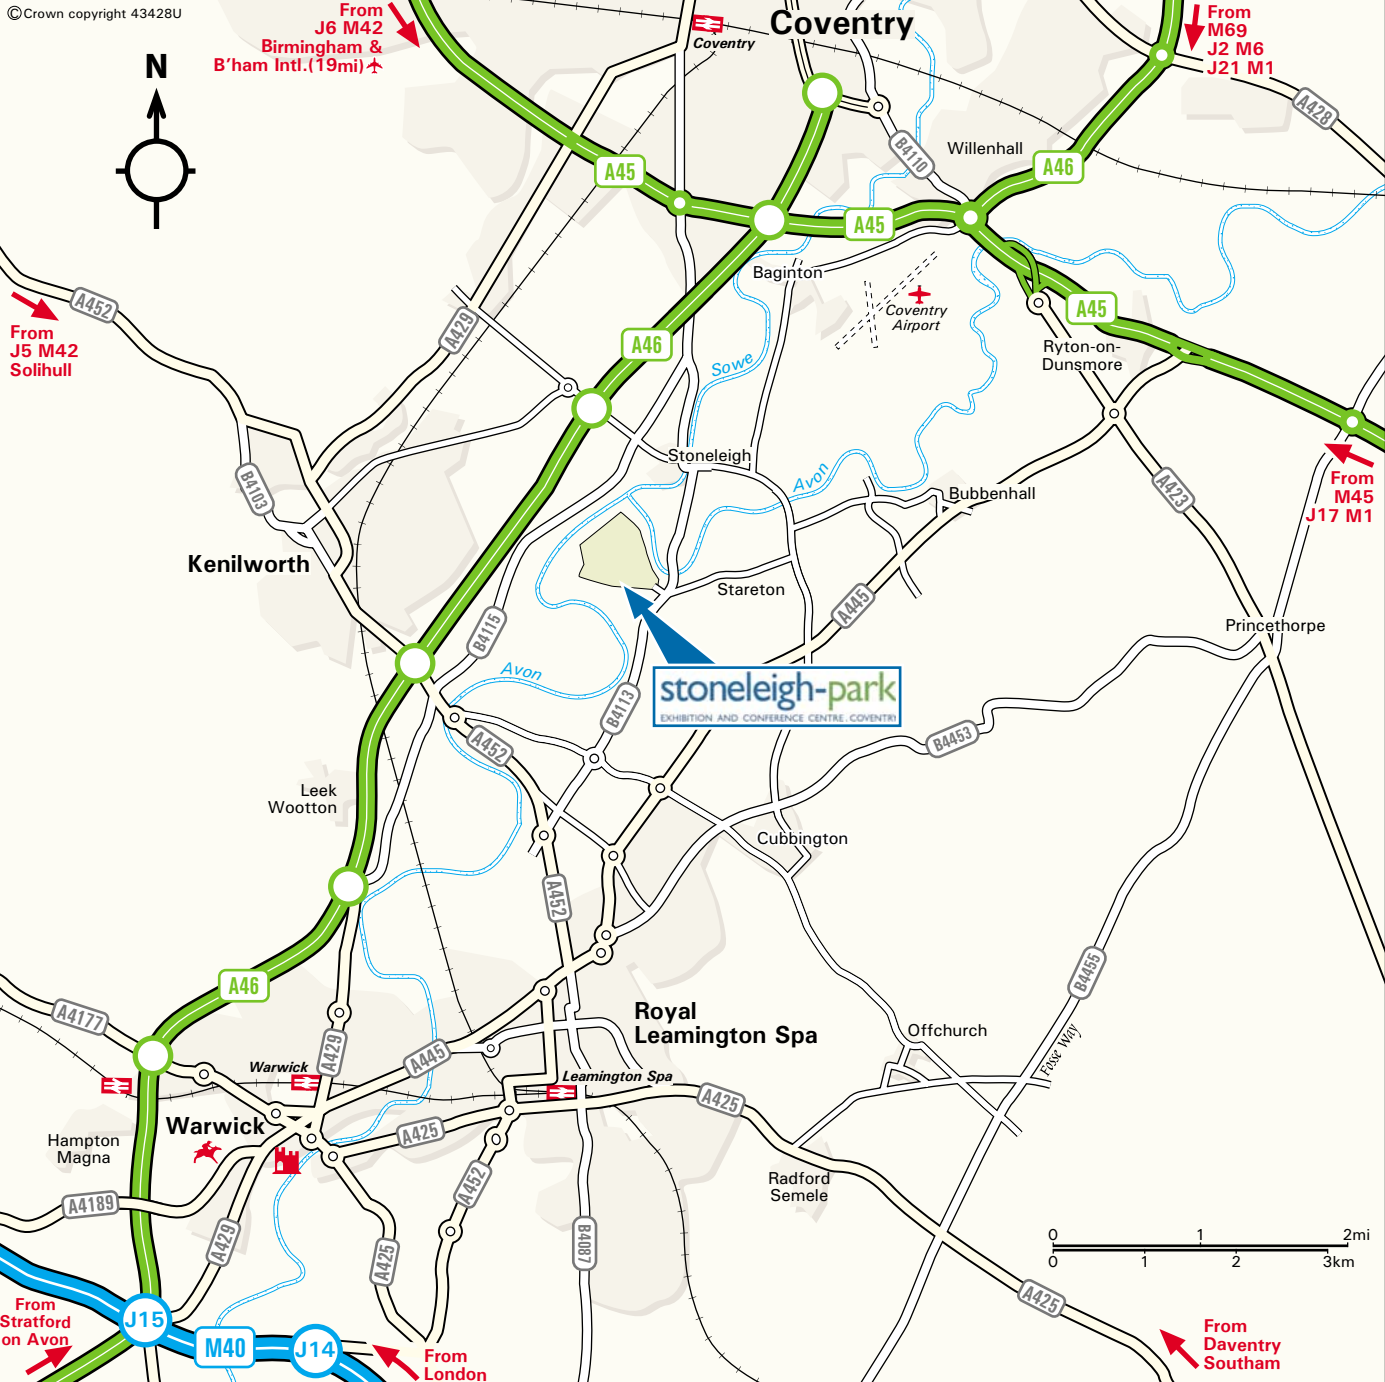 ©Crown copyright 43428U
From
J6 M42
Birmingham &
B'ham Intl.(19mi)
Coventry
Coventry
From
M69
J2 M6
J21 M1
N
A428
B4110
Willenhall
A46
A45
A45
Baginton
A452
From
J5 M42
Solihull
A429
A46
Coventry
Airport
A45
Ryton-on-
Dunsmore
Sowe
Stoneleigh
Avon
B4103
Bubbenhall
A423
From
M45
J17 M1
Kenilworth
Stareton
A445
B4115
Princethorpe
Avon
stoneleigh-park
EXHIBITION AND CONFERENCE CENTRE. COVENTRY
B4113
A452
B4453
Leek
Wootton
Cubbington
A452
A46
B4455
A4177
Royal
Leamington Spa
Offchurch
Fosse Way
A429
A445
Warwick
Leamington Spa
A425
Warwick
A425
Hampton
Magna
A452
Radford
Semele
A4189
A429
A425
B4087
0 1 2mi
0 1 2 3km
A425
From
Stratford
on Avon
J15
M40
J14
From
London
From
Daventry
Southam